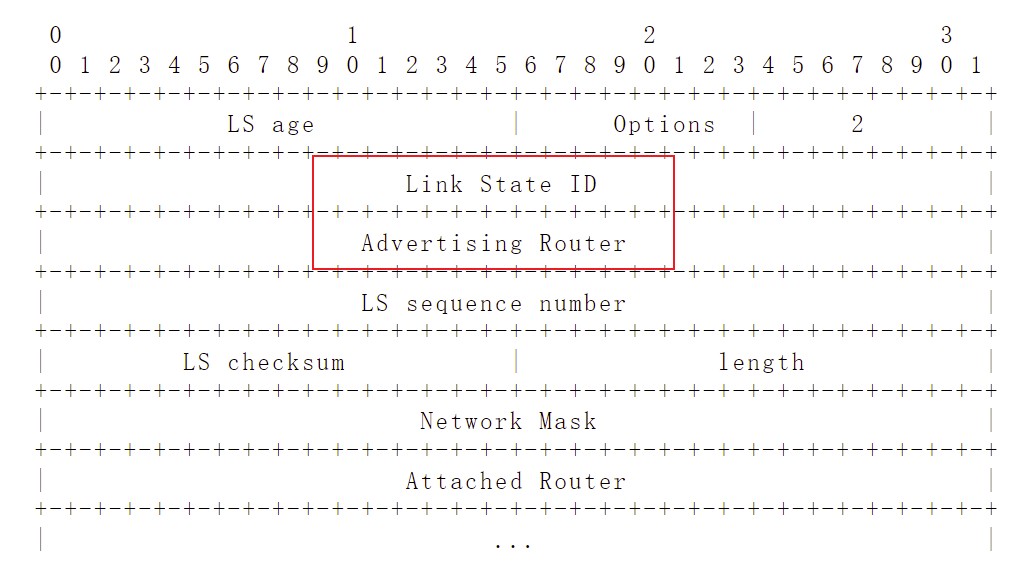 0 1 2 3
0 1 2 3 4 5 6 7 8 9 0 1 2 3 4 5 6 7 8 9 0 1 2 3 4 5 6 7 8 9 0 1
+-+-+-+-+-+-+-+-+-+-+-+-+-+-+-+-+-+-+-+-+-+-+-+-+-+-+-+-+-+-+-+-+
| LS age | Options | 2 |
+-+-+-+-+-+-+-+-+-+-+-+-+-+-+-+-+-+-+-+-+-+-+-+-+-+-+-+-+-+-+-+-+
| Link State ID |
+-+-+-+-+-+-+-+-+-+-+-+-+-+-+-+-+-+-+-+-+-+-+-+-+-+-+-+-+-+-+-+-+
| Advertising Router |
+-+-+-+-+-+-+-+-+-+-+-+-+-+-+-+-+-+-+-+-+-+-+-+-+-+-+-+-+-+-+-+-+
| LS sequence number |
+-+-+-+-+-+-+-+-+-+-+-+-+-+-+-+-+-+-+-+-+-+-+-+-+-+-+-+-+-+-+-+-+
| LS checksum | length |
+-+-+-+-+-+-+-+-+-+-+-+-+-+-+-+-+-+-+-+-+-+-+-+-+-+-+-+-+-+-+-+-+
| Network Mask |
+-+-+-+-+-+-+-+-+-+-+-+-+-+-+-+-+-+-+-+-+-+-+-+-+-+-+-+-+-+-+-+-+
| Attached Router |
+-+-+-+-+-+-+-+-+-+-+-+-+-+-+-+-+-+-+-+-+-+-+-+-+-+-+-+-+-+-+-+-+
| ... |